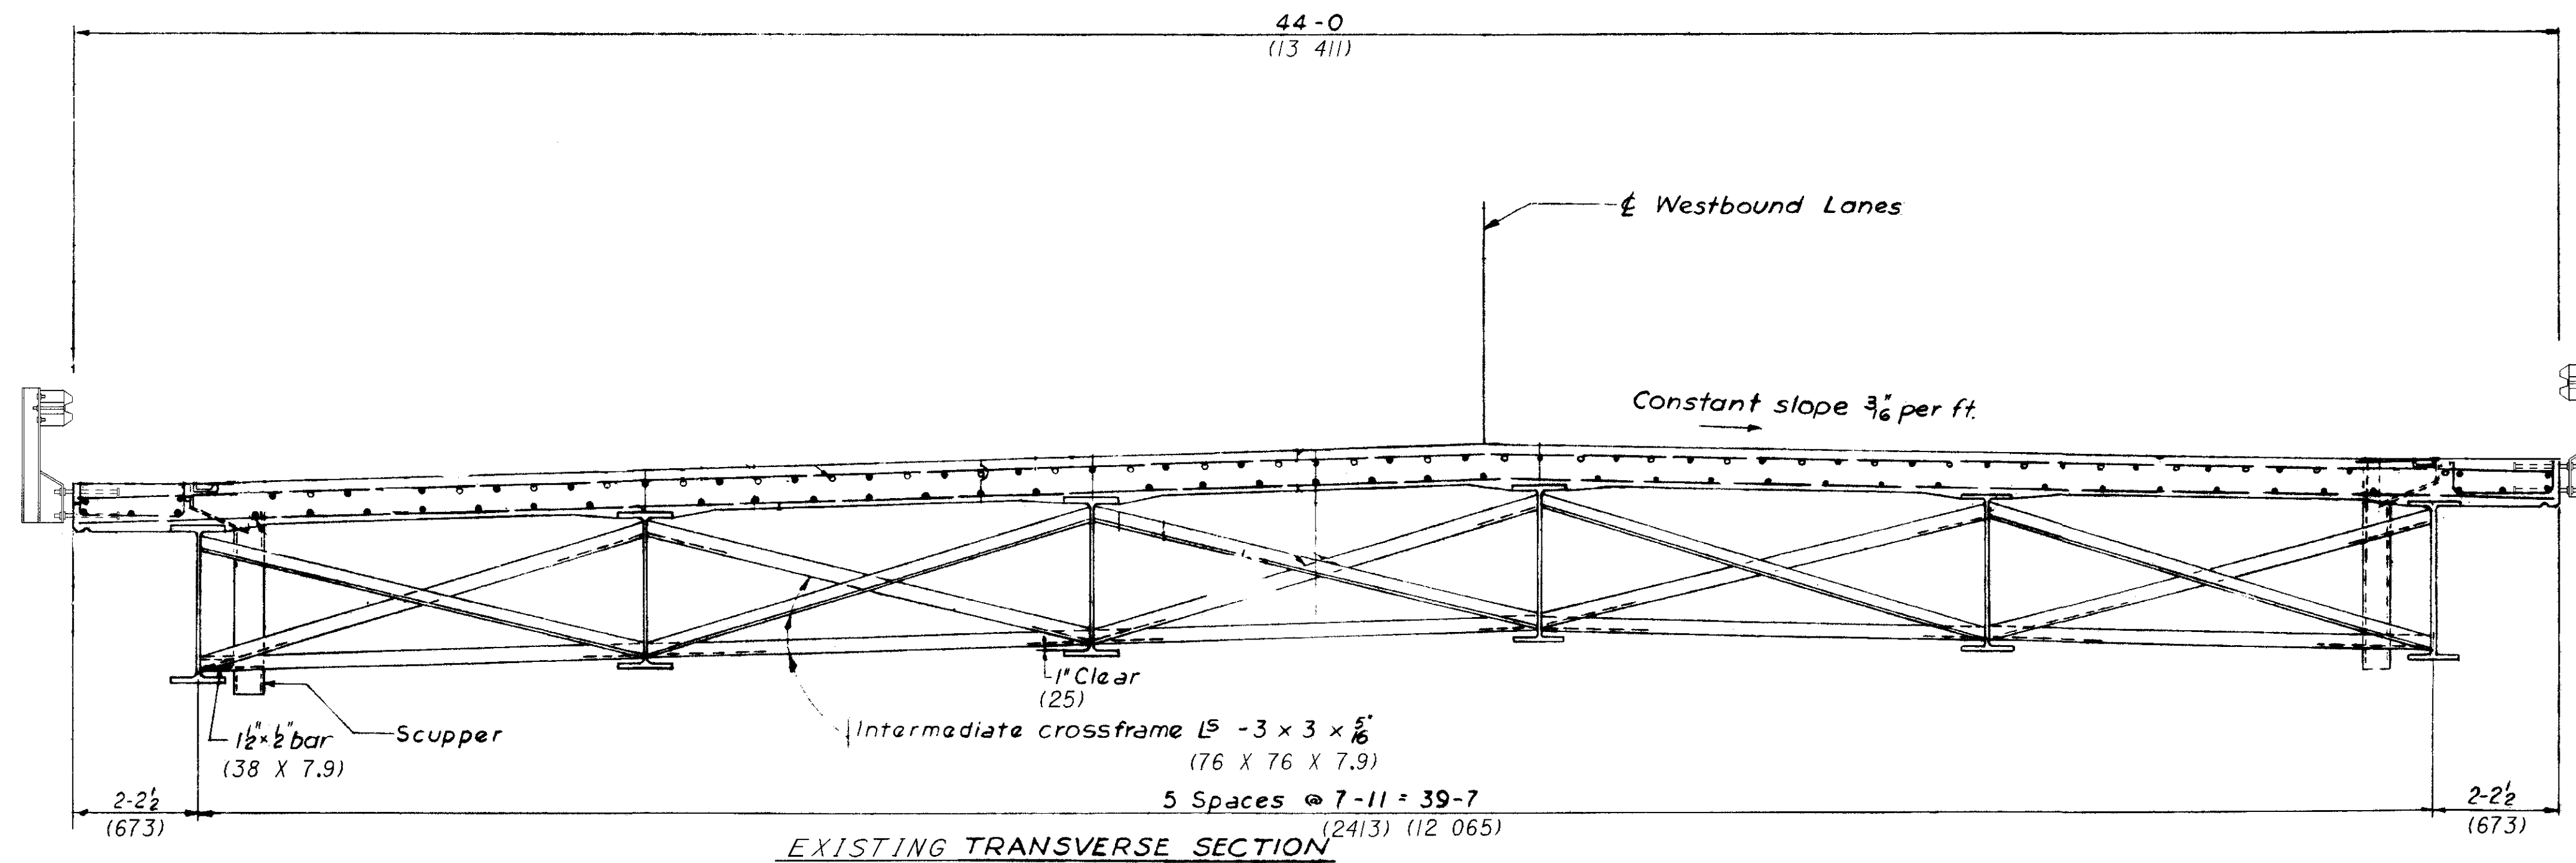 44-0
(13 411)
℄ Westbound Lanes
Constant slope 3/16" per ft.
1" Clear
(25)
1½" x ½" bar
(38 X 7.9)
Scupper
Intermediate crossframe Ls - 3 x 3 x 5/16"
(76 X 76 X 7.9)
2-2½
(673)
5 Spaces @ 7-11 = 39-7
(2413) (12 065)
2-2½
(673)
EXISTING TRANSVERSE SECTION